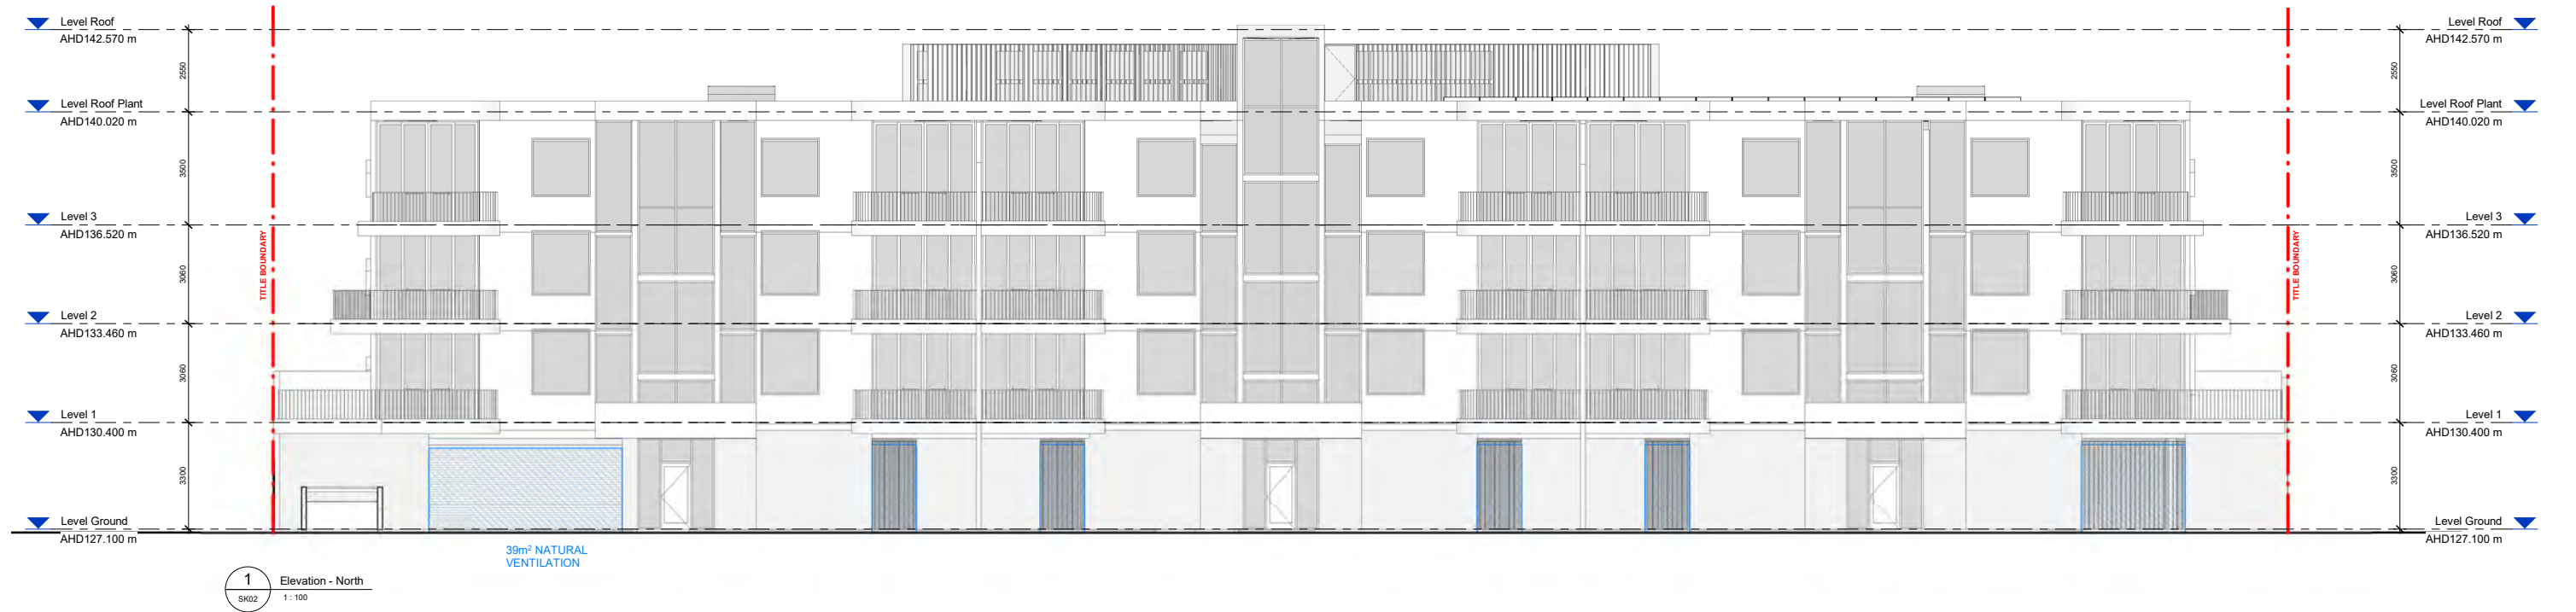 Level Roof
AHD142.570 m
2550
Level Roof Plant
AHD140.020 m
3500
Level 3
AHD136.520 m
TITLE BOUNDARY
3060
Level 2
AHD133.460 m
3060
Level 1
AHD130.400 m
3300
Level Ground
AHD127.100 m
39m² NATURAL
VENTILATION
1
SK02
Elevation - North
1 : 100
Level Roof
AHD142.570 m
2550
Level Roof Plant
AHD140.020 m
3500
Level 3
AHD136.520 m
TITLE BOUNDARY
3060
Level 2
AHD133.460 m
3060
Level 1
AHD130.400 m
3300
Level Ground
AHD127.100 m